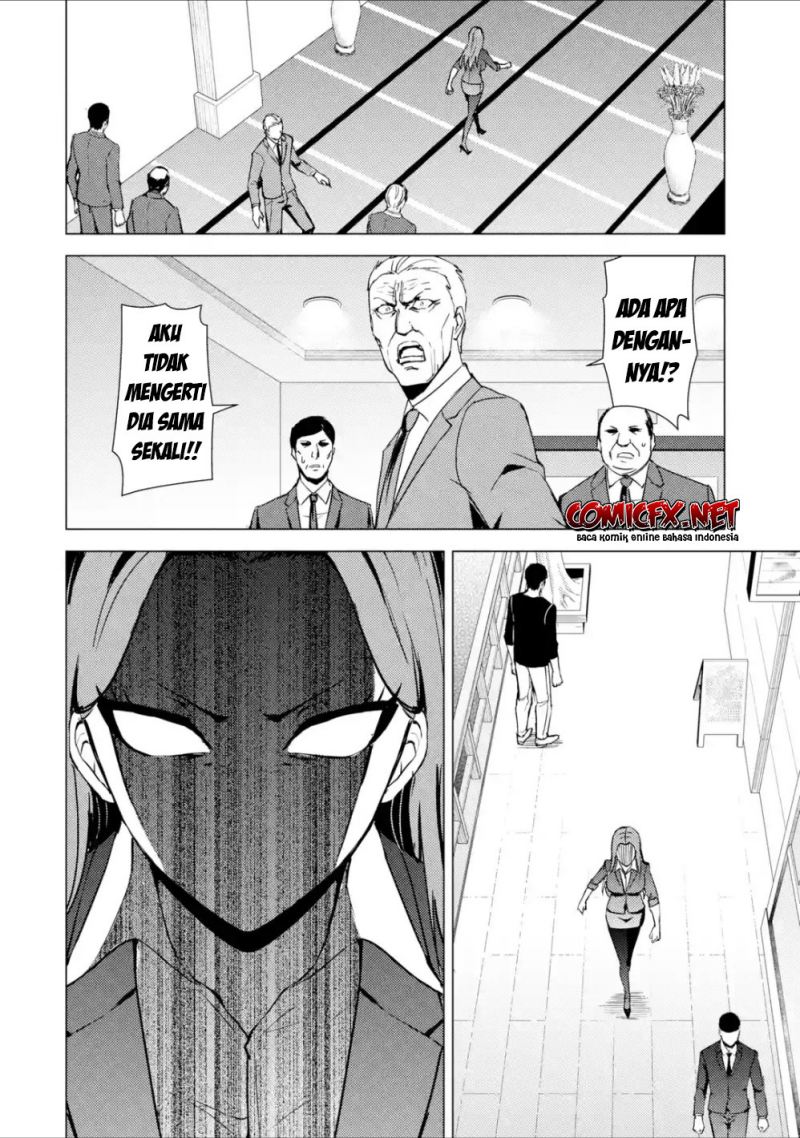 ADA APA
DENGAN-
NYA!?
AKU
TIDAK
MENGERTI
DIA SAMA
SEKALI!!
COMICFX.NET
Baca komik online bahasa Indonesia